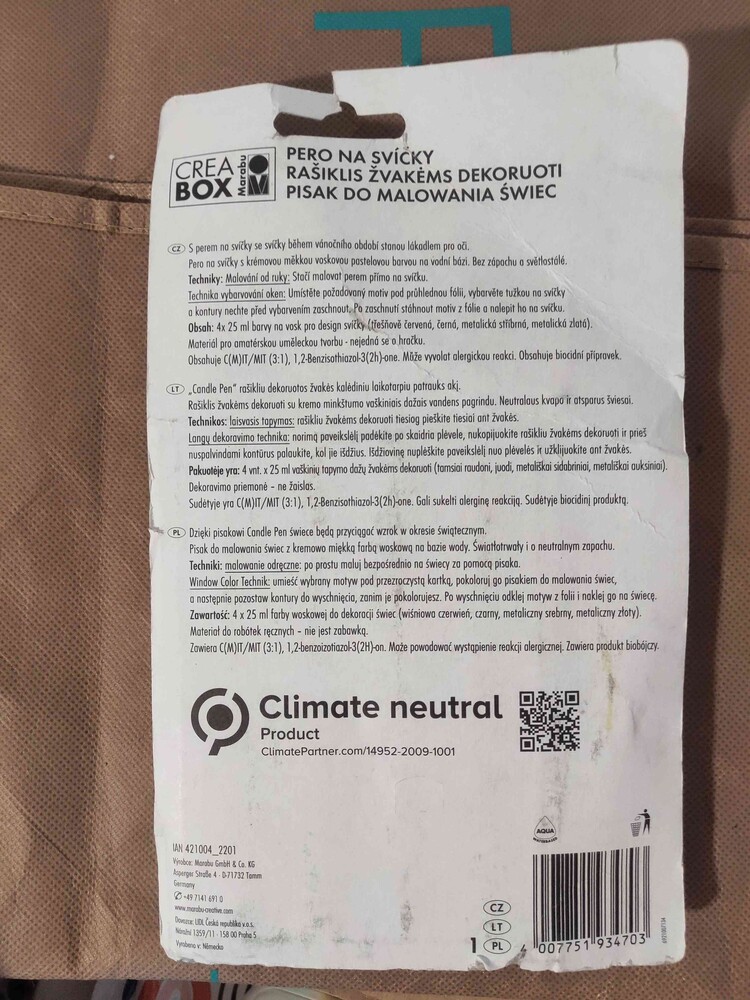 CREA
BOX
Marabu
PERO NA SVÍČKY
RAŠIKLIS ŽVAKĖMS DEKORUOTI
PISAK DO MALOWANIA ŚWIEC
CZ S perem na svíčky se svíčky během vánočního období stanou lákadlem pro oči.
Pero na svíčky s krémovou měkkou voskovou pastelovou barvou na vodní bázi. Bez zápachu a světlostálé.
Techniky: Malování od ruky: Stačí malovat perem přímo na svíčku.
Technika vybarvování oken: Umístěte požadovaný motiv pod průhlednou fólii, vybarvěte tužkou na svíčky
a kontury nechte před vybarvením zaschnout. Po zaschnutí stáhnout motiv z fólie a nalepit ho na svíčku.
Obsah: 4x 25 ml barvy na vosk pro design svíčky (třešňově červená, černá, metalická stříbrná, metalická zlatá).
Materiál pro amatérskou uměleckou tvorbu - nejedná se o hračku.
Obsahuje C(M)IT/MIT (3:1), 1,2-Benzisothiazol-3(2h)-one. Může vyvolat alergickou reakci. Obsahuje biocidní přípravek.
LT „Candle Pen" rašikliu dekoruotos žvakės kalėdiniu laikotarpiu patrauks akį.
Rašiklis žvakėms dekoruoti su kremo minkštumo vaškiniais dažais vandens pagrindu. Neutralaus kvapo ir atsparus šviesai.
Technikos: laisvasis tapymas: rašikliu žvakėms dekoruoti tiesiog pieškite tiesiai ant žvakės.
Langų dekoravimo technika: norimą paveikslėlį padėkite po skaidria plėvele, nukopijuokite rašikliu žvakėms dekoruoti ir prieš
nuspalvindami kontūrus palaukite, kol jie išdžius. Išdžiovinę nuplėškite paveikslėlį nuo plėvelės ir užklijuokite ant žvakės.
Pakuotėje yra: 4 vnt. x 25 ml vaškinių tapymo dažų žvakėms dekoruoti (tamsiai raudoni, juodi, metališkai sidabriniai, metališkai auksiniai).
Dekoravimo priemonė – ne žaislas.
Sudėtyje yra C(M)IT/MIT (3:1), 1,2-Benzisothiazol-3(2h)-one. Gali sukelti alerginę reakciją. Sudėtyje biocidinį produktą.
PL Dzięki pisakowi Candle Pen świece będą przyciągać wzrok w okresie świątecznym.
Pisak do malowania świec z kremowo miękką farbą woskową na bazie wody. Światłotrwały i o neutralnym zapachu.
Techniki: malowanie odręczne: po prostu maluj bezpośrednio na świecy za pomocą pisaka.
Window Color Technik: umieść wybrany motyw pod przezroczystą kartką, pokoloruj go pisakiem do malowania świec,
a następnie pozostaw kontury do wyschnięcia, zanim je pokolorujesz. Po wyschnięciu odklej motyw z folii i naklej go na świecę.
Zawartość: 4 x 25 ml farby woskowej do dekoracji świec (wiśniowa czerwień, czarny, metaliczny srebrny, metaliczny złoty).
Materiał do robótek ręcznych – nie jest zabawką.
Zawiera C(M)IT/MIT (3:1), 1,2-benzoizotiazol-3(2H)-on. Może powodować wystąpienie reakcji alergicznej. Zawiera produkt biobójczy.
Climate neutral
Product
ClimatePartner.com/14952-2009-1001
AQUA
IAN 421004_2201
Výrobce: Marabu GmbH & Co. KG
Asperger Straße 4 · D-71732 Tamm
Germany
+49 7141 691 0
www.marabu-creative.com
Dovozce: LIDL Česká republika v.o.s.
Nárožní 1359/11 · 158 00 Praha 5
Vyrobeno v: Německo
CZ
LT
1 PL
4 007751 934703